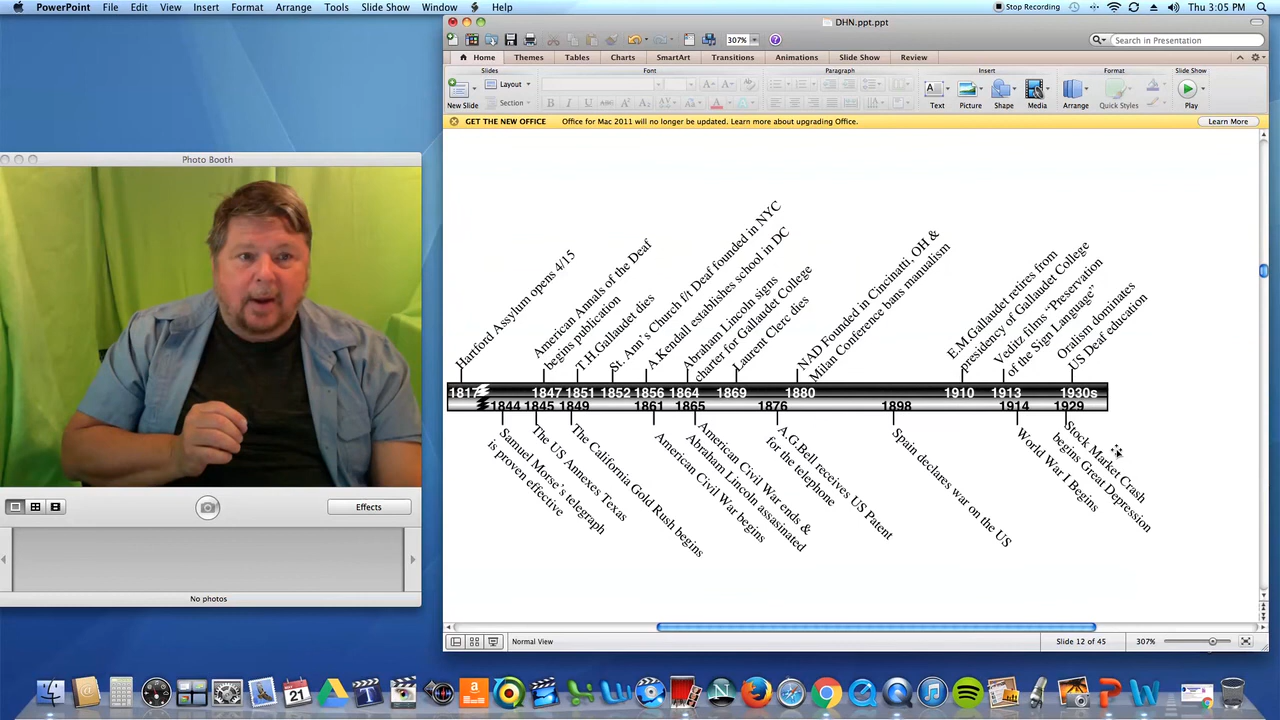 PowerPoint File Edit View Insert Format Arrange Tools Slide Show Window Help
Stop Recording Thu 3:05 PM
Photo Booth
Effects
No photos
DHN.ppt.ppt
307%
Search in Presentation
Home Themes Tables Charts SmartArt Transitions Animations Slide Show Review
Slides Font Paragraph Insert Format Slide Show
New Slide
Layout
Section
Text Picture Shape Media Arrange Quick Styles Play
GET THE NEW OFFICE Office for Mac 2011 will no longer be updated. Learn more about upgrading Office.
Learn More
Hartford Assylum opens 4/15
American Annals of the Deaf
begins publication
T.H.Gallaudet dies
St. Ann's Church f/t Deaf founded in NYC
A.Kendall establishes school in DC
Abraham Lincoln signs
charter for Gallaudet College
Laurent Clerc dies
NAD Founded in Cincinatti, OH &
Milan Conference bans manualism
E.M.Gallaudet retires from
presidency of Gallaudet College
Veditz films "Preservation
of the Sign Language"
Oralism dominates
US Deaf education
1817 1847 1851 1852 1856 1864 1869 1880 1910 1913 1930s
1844 1845 1849 1861 1865 1876 1898 1914 1929
Samuel Morse's telegraph
is proven effective
The US Annexes Texas
The California Gold Rush begins
American Civil War begins
American Civil War ends &
Abraham Lincoln assasinated
A.G.Bell receives US Patent
for the telephone
Spain declares war on the US
World War I Begins
Stock Market Crash
begins Great Depression
Normal View
Slide 12 of 45
307%
21